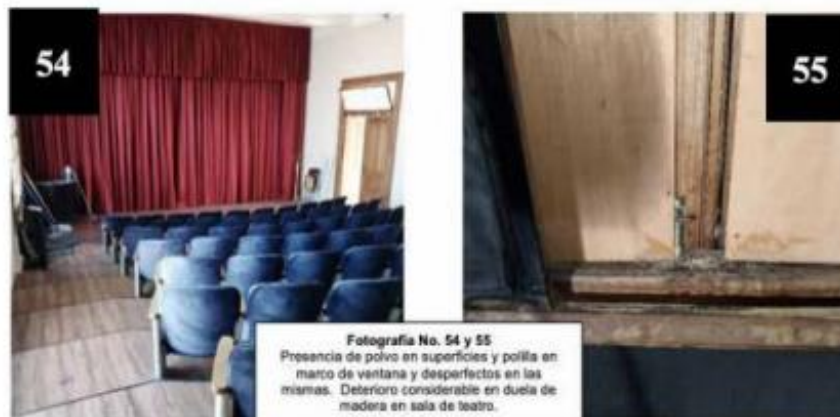 54
55
Fotografía No. 54 y 55
Presencia de polvo en superficies y polilla en
marco de ventana y desperfectos en las
mismas. Deterioro considerable en duela de
madera en sala de teatro.